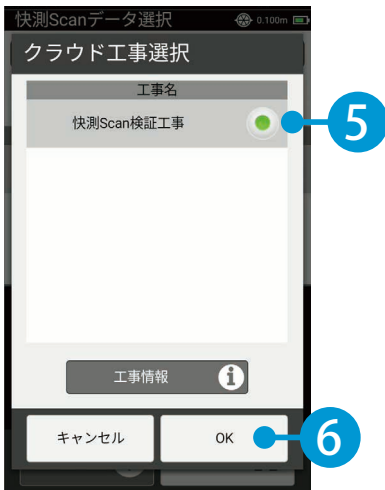 快測Scanデータ選択 0.100m
クラウド工事選択
工事名
快測Scan検証工事
5
工事情報 i
キャンセル OK
6